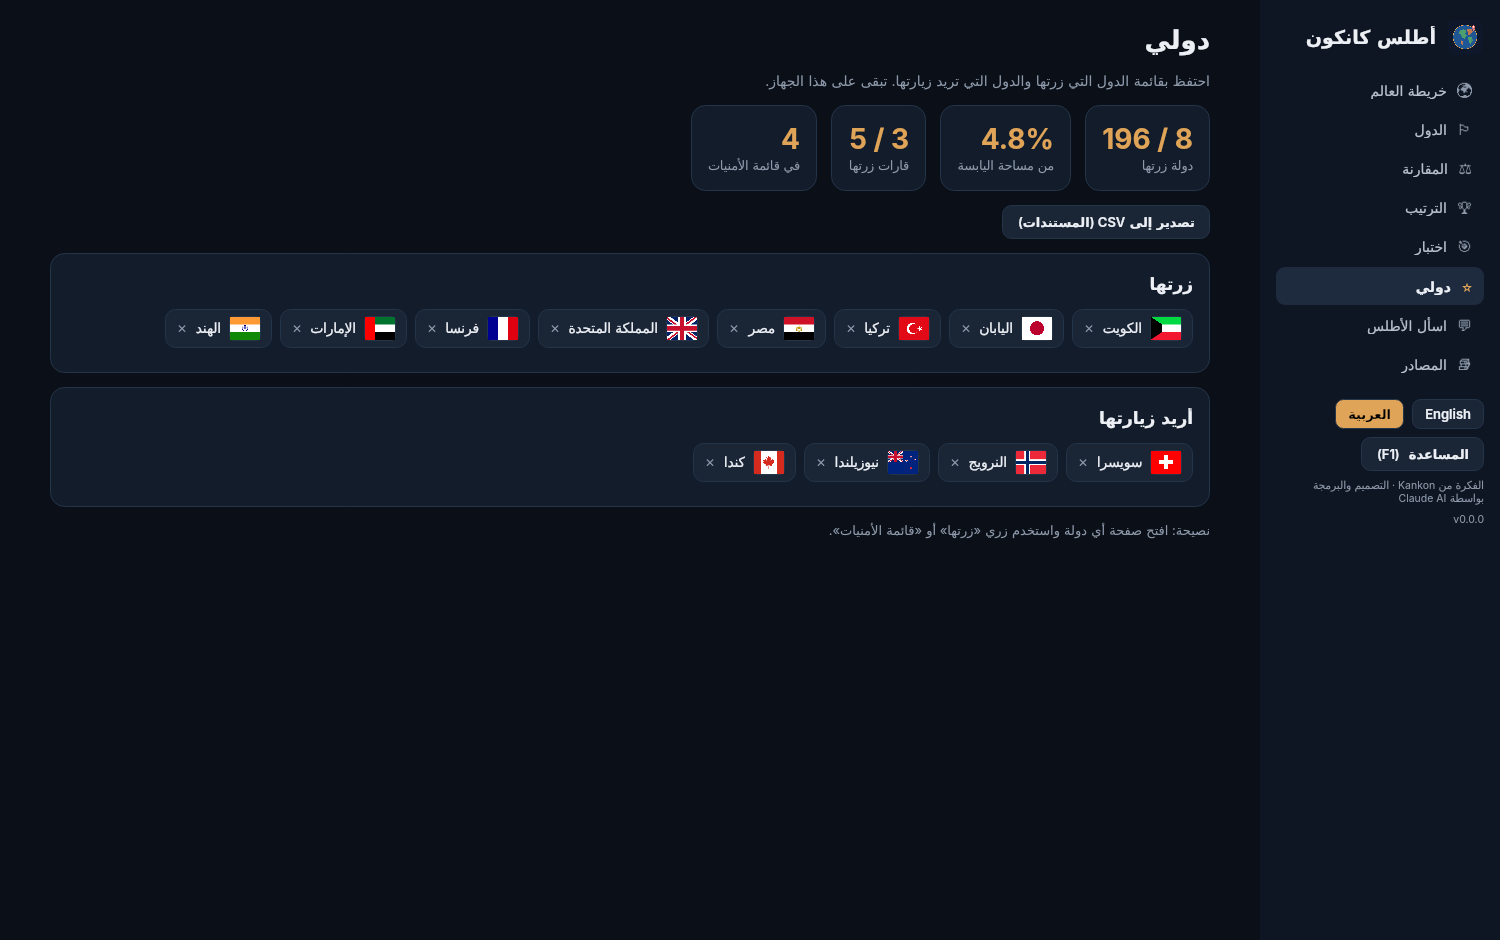 أطلس كانكون
خريطة العالم
الدول
المقارنة
الترتيب
اختبار
دولي
اسأل الأطلس
المصادر
English
العربية
المساعدة (F1)
الفكرة من Kankon · التصميم والبرمجة
بواسطة Claude AI
v0.0.0
دولي
احتفظ بقائمة الدول التي زرتها والدول التي تريد زيارتها. تبقى على هذا الجهاز.
8 / 196
دولة زرتها
4.8%
من مساحة اليابسة
3 / 5
قارات زرتها
4
في قائمة الأمنيات
تصدير إلى CSV (المستندات)
زرتها
الكويت ×
اليابان ×
تركيا ×
مصر ×
المملكة المتحدة ×
فرنسا ×
الإمارات ×
الهند ×
أريد زيارتها
سويسرا ×
النرويج ×
نيوزيلندا ×
كندا ×
نصيحة: افتح صفحة أي دولة واستخدم زري «زرتها» أو «قائمة الأمنيات».